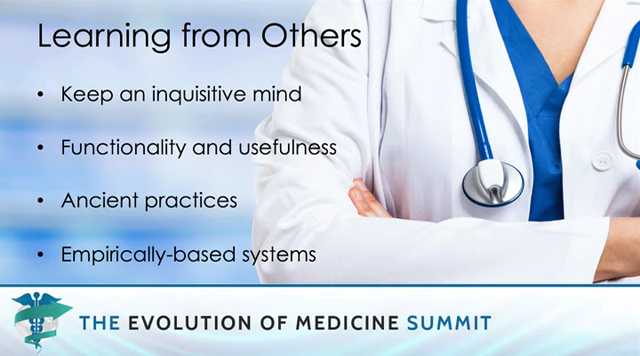 Learning from Others
• Keep an inquisitive mind
• Functionality and usefulness
• Ancient practices
• Empirically-based systems
THE EVOLUTION OF MEDICINE SUMMIT